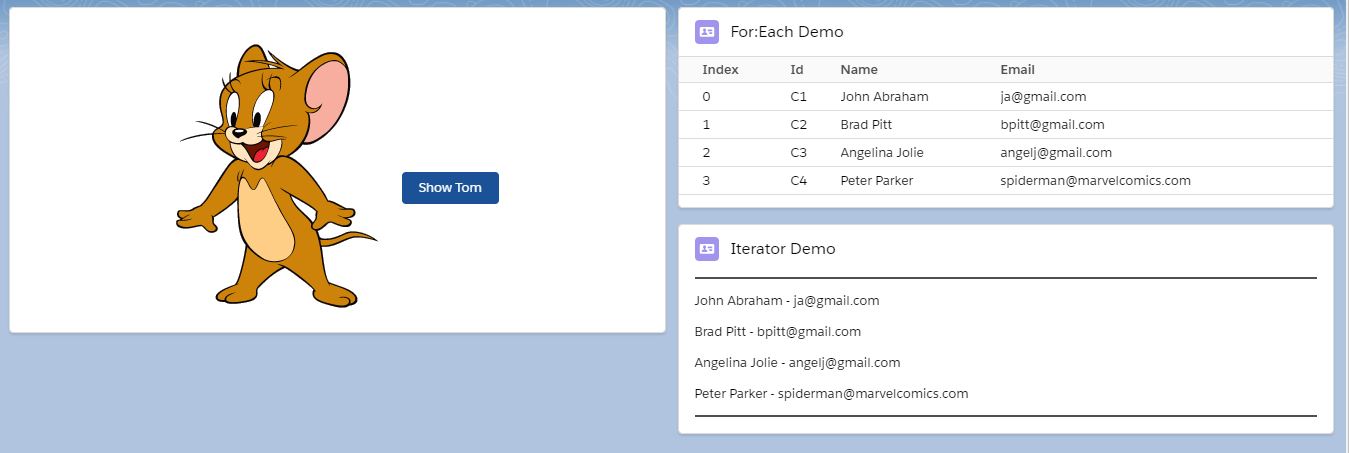 Show Tom
For:Each Demo
Index Id Name Email
0 C1 John Abraham ja@gmail.com
1 C2 Brad Pitt bpitt@gmail.com
2 C3 Angelina Jolie angelj@gmail.com
3 C4 Peter Parker spiderman@marvelcomics.com
Iterator Demo
John Abraham - ja@gmail.com
Brad Pitt - bpitt@gmail.com
Angelina Jolie - angelj@gmail.com
Peter Parker - spiderman@marvelcomics.com